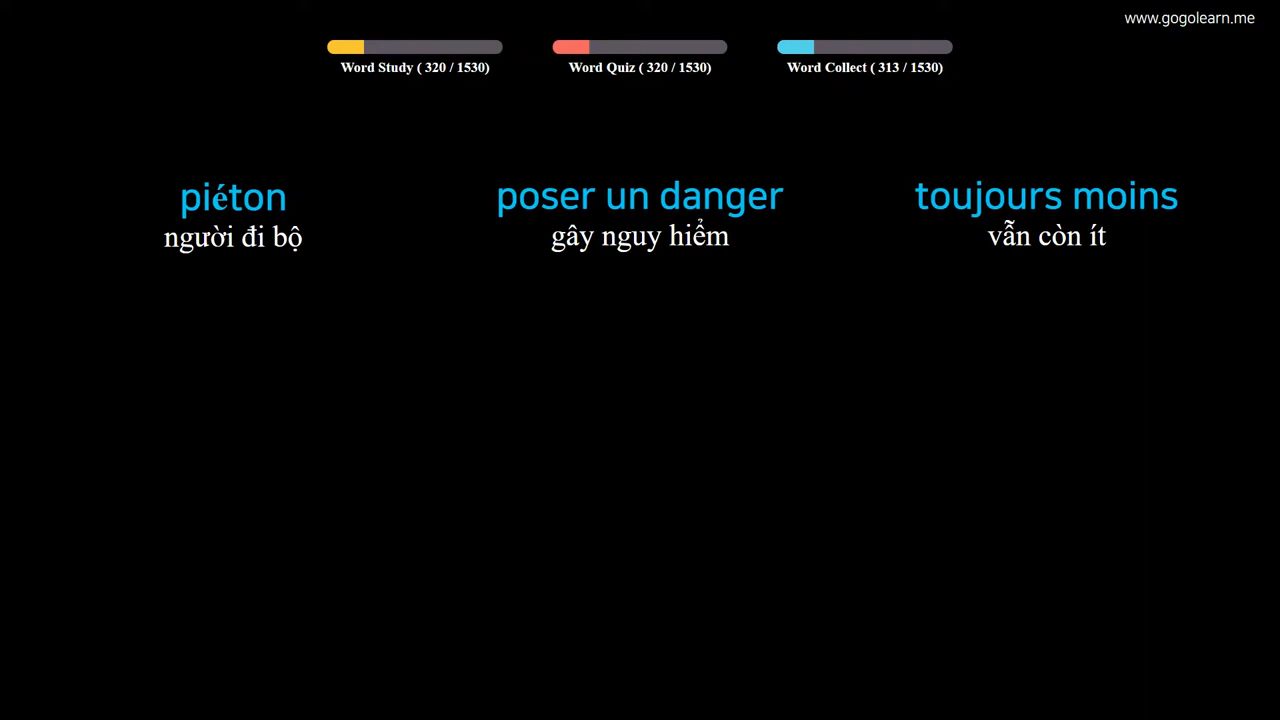 www.gogolearn.me
Word Study ( 320 / 1530)
Word Quiz ( 320 / 1530)
Word Collect ( 313 / 1530)
piéton
người đi bộ
poser un danger
gây nguy hiểm
toujours moins
vẫn còn ít